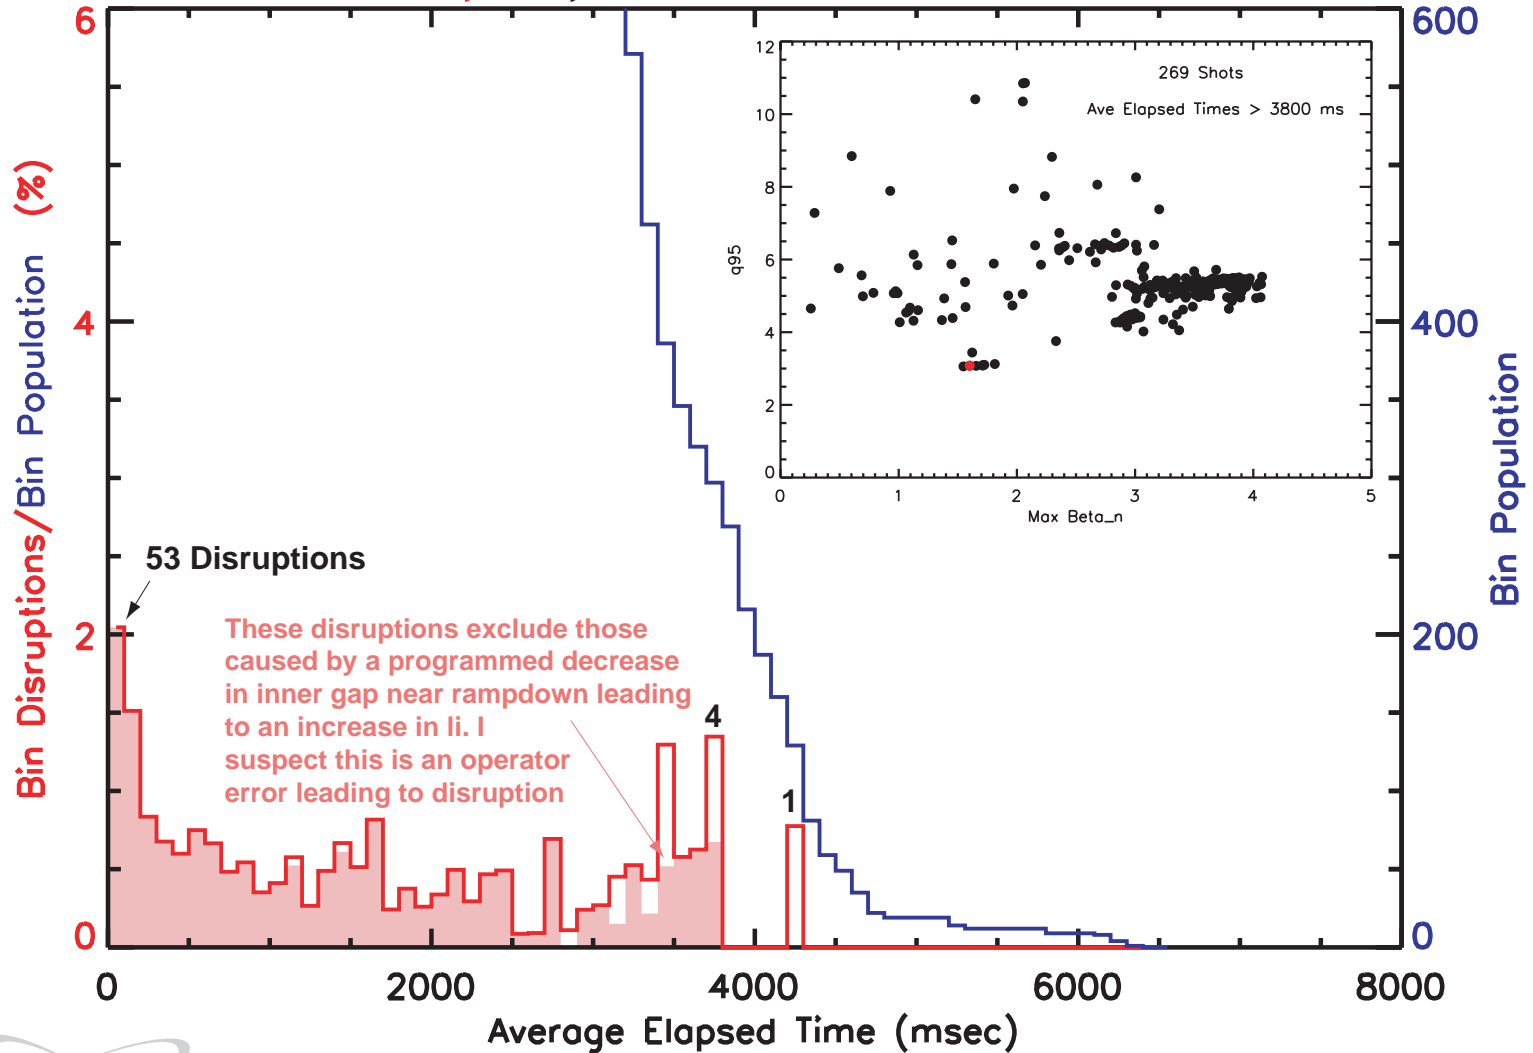 6
600
12
269 Shots
Ave Elapsed Times > 3800 ms
10
8
q95
6
4
2
0
0 1 2 3 4 5
Max Beta_n
Bin Disruptions/Bin Population (%)
4
400
Bin Population
53 Disruptions
2
200
These disruptions exclude those
caused by a programmed decrease
in inner gap near rampdown leading
to an increase in li. I
suspect this is an operator
error leading to disruption
4
1
0
0
0 2000 4000 6000 8000
Average Elapsed Time (msec)